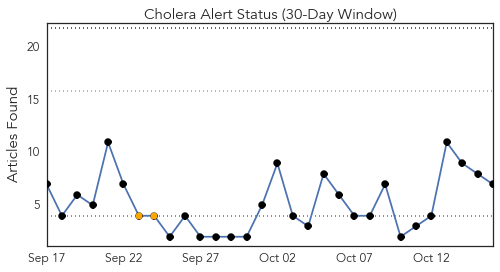 Cholera Alert Status (30-Day Window)
Articles Found
20
15
10
5
Sep 17 Sep 22 Sep 27 Oct 02 Oct 07 Oct 12